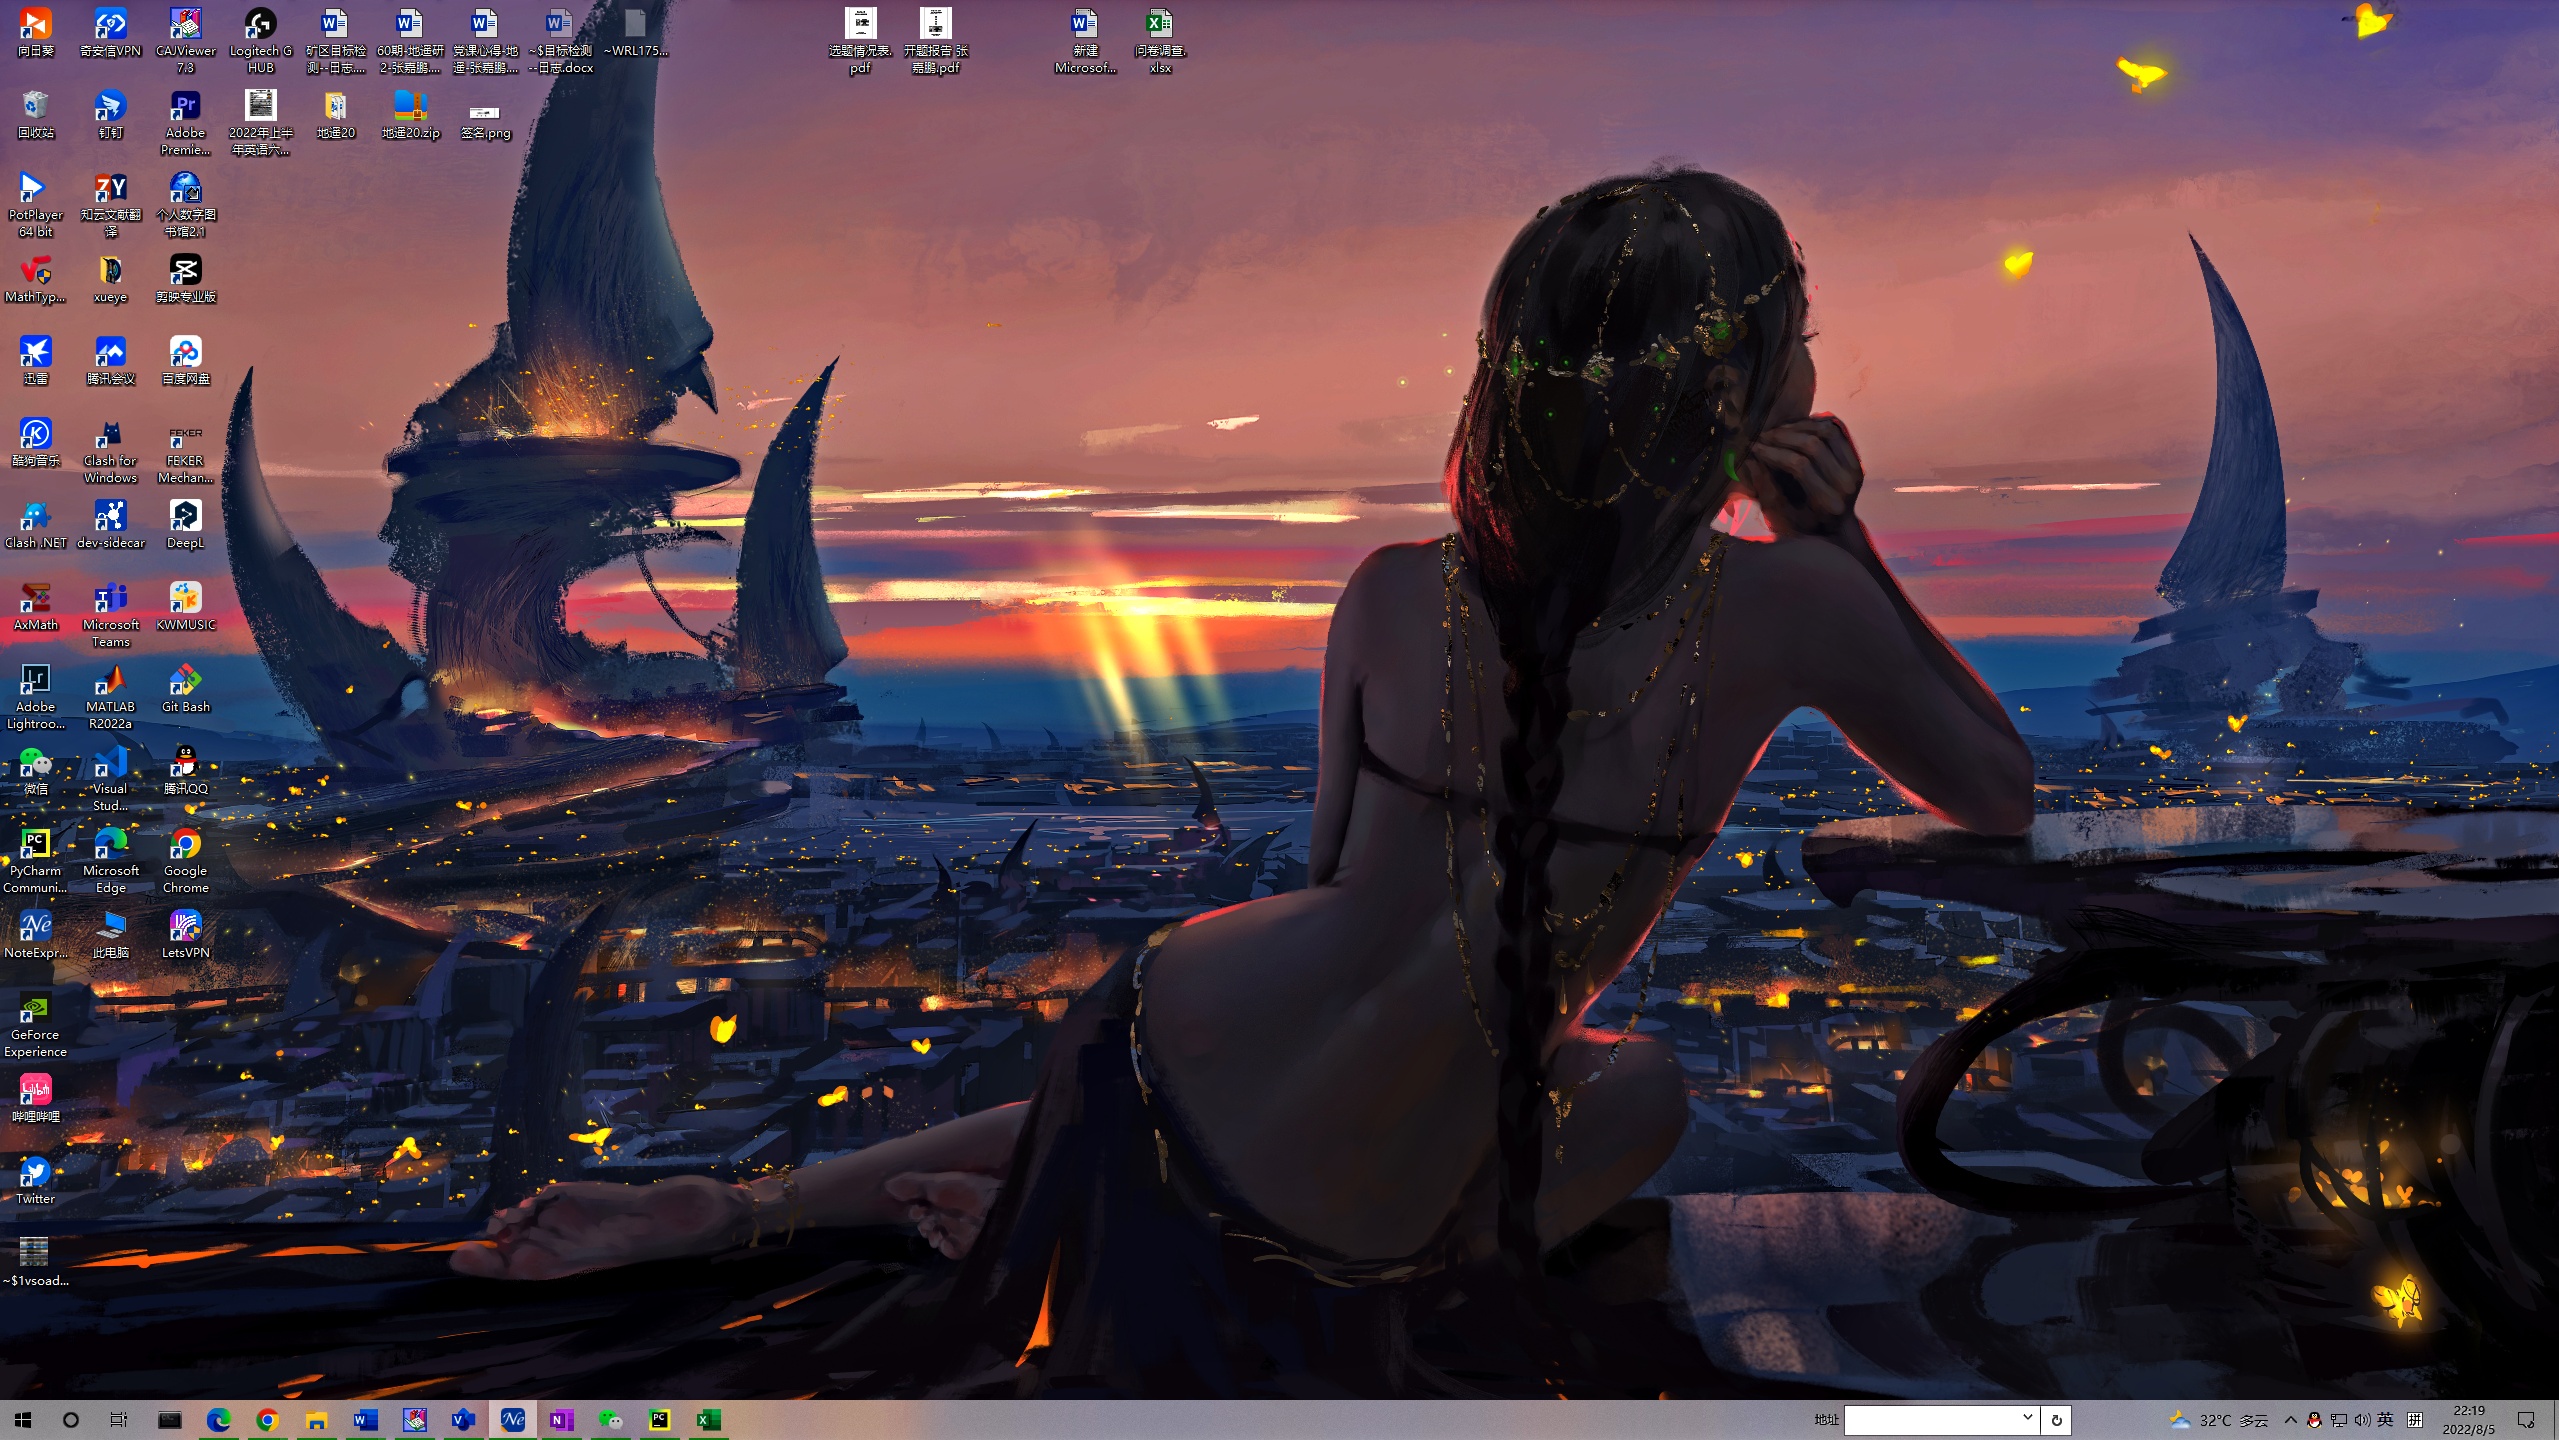 向日葵
奇安信VPN
CAJViewer
7.3
Logitech G
HUB
矿区目标检
测--日志....
60期-地遥研
2-张嘉鹏....
党课心得-地
遥-张嘉鹏....
~$目标检测
--日志.docx
~WRL175...
选题情况表.
pdf
开题报告 张
嘉鹏.pdf
新建
Microsof...
问卷调查.
xlsx
回收站
钉钉
Adobe
Premie...
2022年上半
年英语六...
地遥20
地遥20.zip
签名.png
PotPlayer
64 bit
知云文献翻
译
个人数字图
书馆2.1
MathTyp...
xueye
剪映专业版
迅雷
腾讯会议
百度网盘
酷狗音乐
Clash for
Windows
FEKER
FEKER
Mechan...
Clash .NET
dev-sidecar
DeepL
AxMath
Microsoft
Teams
KWMUSIC
Adobe
Lightroo...
MATLAB
R2022a
Git Bash
微信
Visual
Stud...
腾讯QQ
PyCharm
Communi...
Microsoft
Edge
Google
Chrome
NoteExpr...
此电脑
LetsVPN
GeForce
Experience
哔哩哔哩
Twitter
~$1vsoad...
地址
32°C 多云
英
拼
22:19
2022/8/5